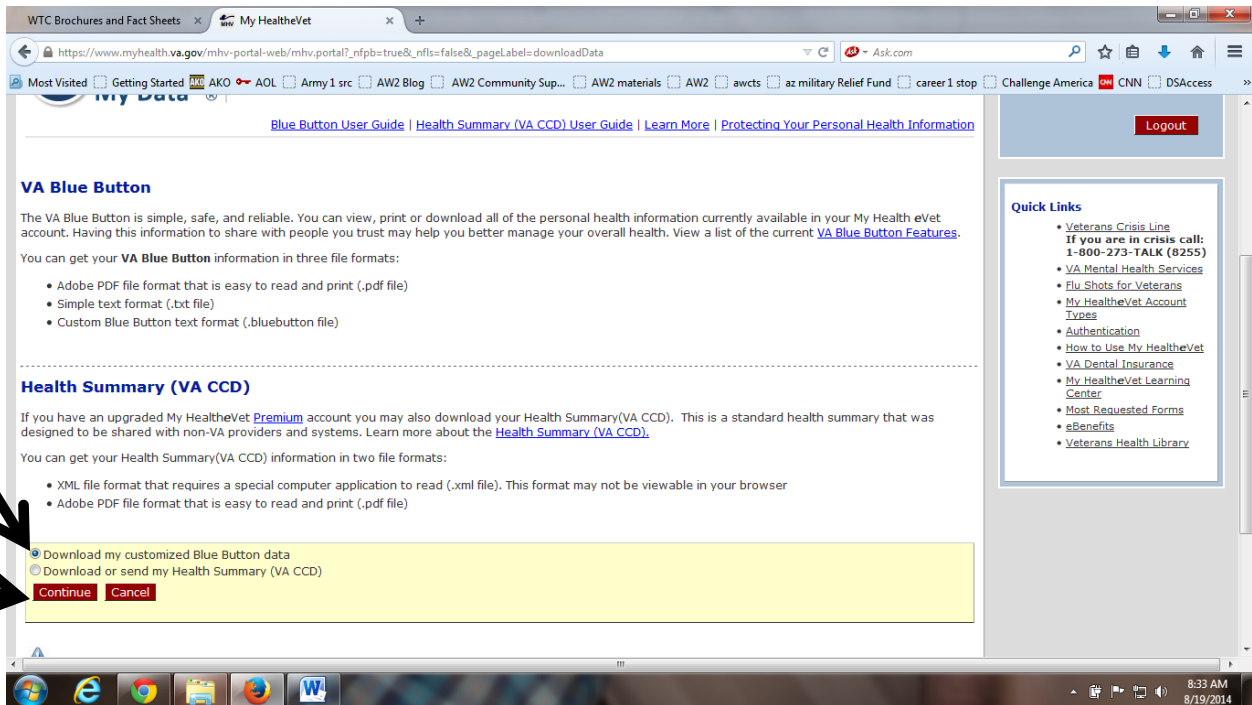 WTC Brochures and Fact Sheets × My HealtheVet × +
https://www.myhealth.va.gov/mhv-portal-web/mhv.portal?_nfpb=true&_nfls=false&_pageLabel=downloadData Ask.com
Most Visited Getting Started AKO AKO AOL Army 1 src AW2 Blog AW2 Community Sup... AW2 materials AW2 awcts az military Relief Fund career 1 stop Challenge America CNN CNN DSAccess »
My Data ®
Blue Button User Guide | Health Summary (VA CCD) User Guide | Learn More | Protecting Your Personal Health Information
Logout
VA Blue Button
The VA Blue Button is simple, safe, and reliable. You can view, print or download all of the personal health information currently available in your My Health eVet
account. Having this information to share with people you trust may help you better manage your overall health. View a list of the current VA Blue Button Features.
You can get your VA Blue Button information in three file formats:
• Adobe PDF file format that is easy to read and print (.pdf file)
• Simple text format (.txt file)
• Custom Blue Button text format (.bluebutton file)
Health Summary (VA CCD)
If you have an upgraded My HealtheVet Premium account you may also download your Health Summary(VA CCD). This is a standard health summary that was
designed to be shared with non-VA providers and systems. Learn more about the Health Summary (VA CCD).
You can get your Health Summary(VA CCD) information in two file formats:
• XML file format that requires a special computer application to read (.xml file). This format may not be viewable in your browser
• Adobe PDF file format that is easy to read and print (.pdf file)
Download my customized Blue Button data
Download or send my Health Summary (VA CCD)
Continue Cancel
Quick Links
• Veterans Crisis Line
If you are in crisis call:
1-800-273-TALK (8255)
• VA Mental Health Services
• Flu Shots for Veterans
• My HealtheVet Account
Types
• Authentication
• How to Use My HealtheVet
• VA Dental Insurance
• My HealtheVet Learning
Center
• Most Requested Forms
• eBenefits
• Veterans Health Library
8:33 AM
8/19/2014